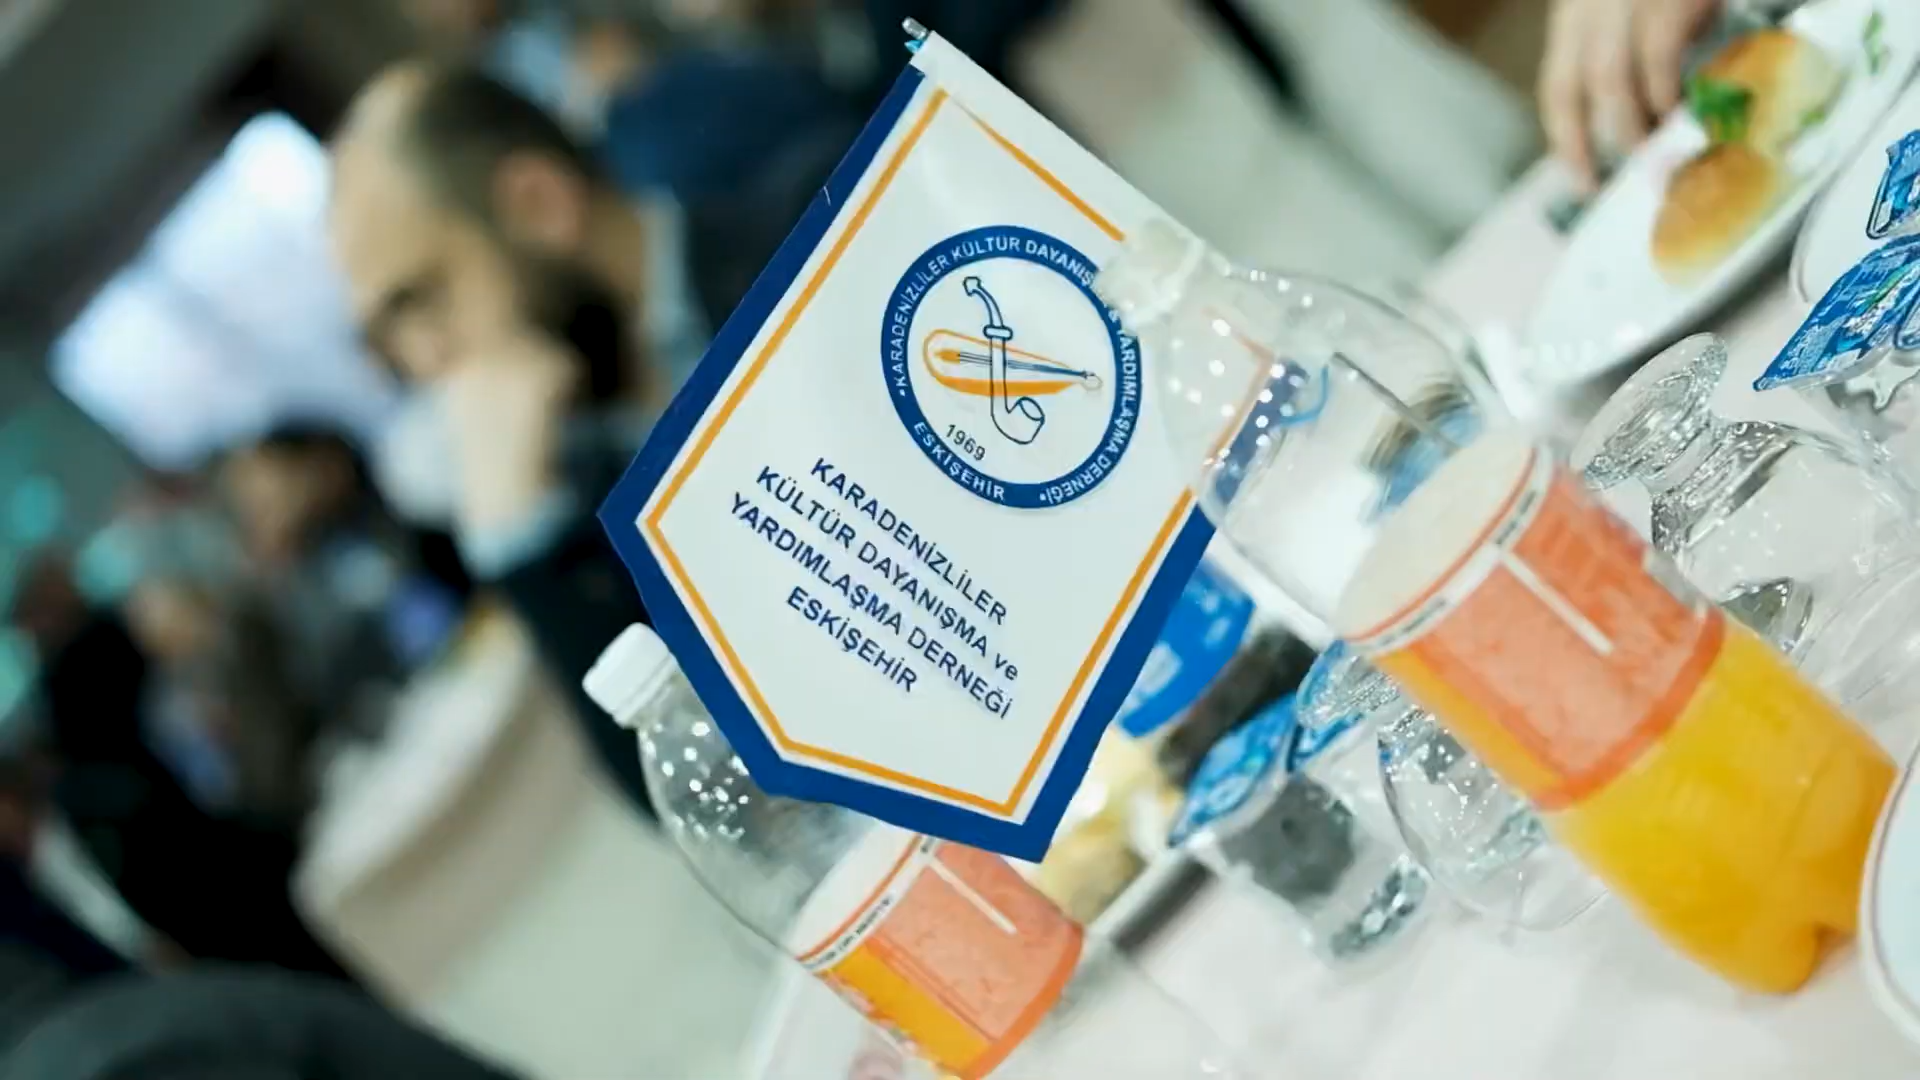 •KARADENİZLİLER KÜLTÜR DAYANIŞMA & YARDIMLAŞMA DERNEĞİ•
1969
ESKİŞEHİR
KARADENİZLİLER
KÜLTÜR DAYANIŞMA ve
YARDIMLAŞMA DERNEĞİ
ESKİŞEHİR